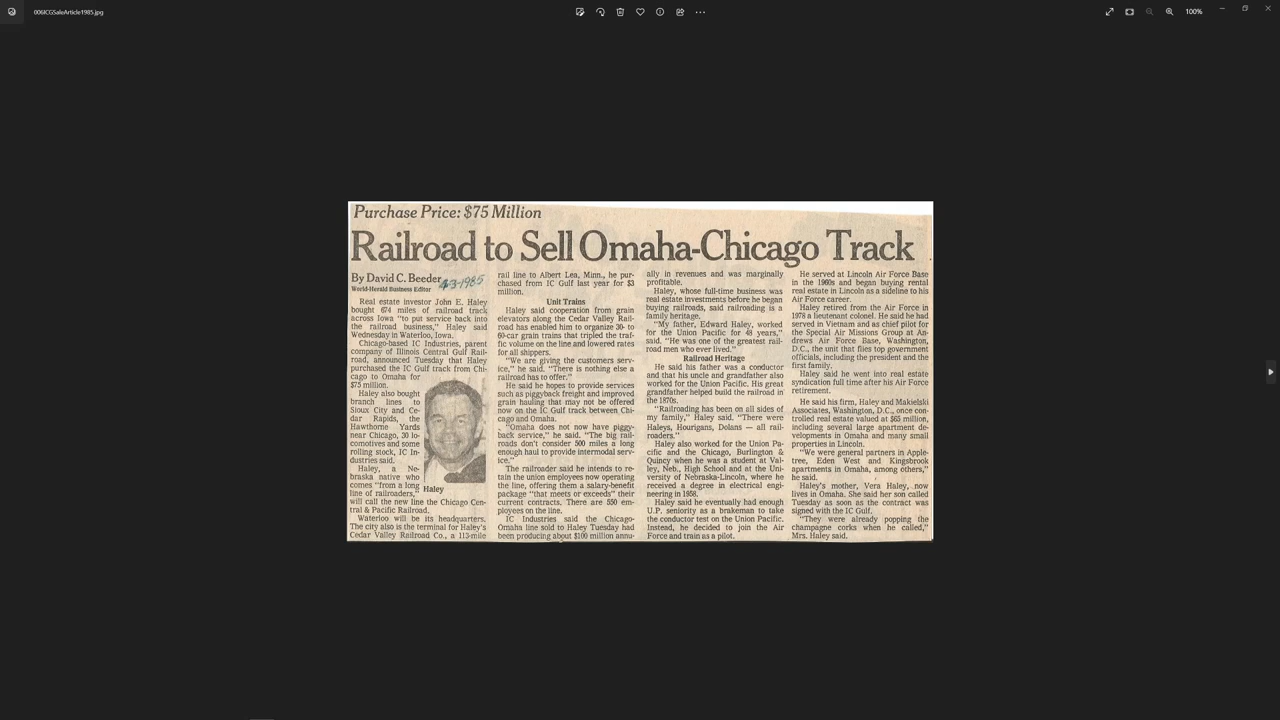 006ICGSaleArticle1985.jpg
100%
Purchase Price: $75 Million
Railroad to Sell Omaha-Chicago Track
By David C. Beeder
4-3-1985
World-Herald Business Editor
Real estate investor John E. Haley
bought 674 miles of railroad track
across Iowa "to put service back into
the railroad business," Haley said
Wednesday in Waterloo, Iowa.
Chicago-based IC Industries, parent
company of Illinois Central Gulf Rail-
road, announced Tuesday that Haley
purchased the IC Gulf track from Chi-
cago to Omaha for
$75 million.
Haley also bought
branch lines to
Sioux City and Ce-
dar Rapids, the
Hawthorne Yards
near Chicago, 30 lo-
comotives and some
rolling stock, IC In-
dustries said.
Haley, a Ne-
braska native who
comes "from a long
line of railroaders,"
Haley
will call the new line the Chicago Cen-
tral & Pacific Railroad.
Waterloo will be its headquarters.
The city also is the terminal for Haley's
Cedar Valley Railroad Co., a 113-mile
rail line to Albert Lea, Minn., he pur-
chased from IC Gulf last year for $3
million.
Unit Trains
Haley said cooperation from grain
elevators along the Cedar Valley Rail-
road has enabled him to organize 30- to
60-car grain trains that tripled the traf-
fic volume on the line and lowered rates
for all shippers.
"We are giving the customers serv-
ice," he said. "There is nothing else a
railroad has to offer."
He said he hopes to provide services
such as piggyback freight and improved
grain hauling that may not be offered
now on the IC Gulf track between Chi-
cago and Omaha.
"Omaha does not now have piggy-
back service," he said. "The big rail-
roads don't consider 500 miles a long
enough haul to provide intermodal serv-
ice."
The railroader said he intends to re-
tain the union employees now operating
the line, offering them a salary-benefit
package "that meets or exceeds" their
current contracts. There are 550 em-
ployees on the line.
IC Industries said the Chicago-
Omaha line sold to Haley Tuesday had
been producing about $100 million annu-
ally in revenues and was marginally
profitable.
Haley, whose full-time business was
real estate investments before he began
buying railroads, said railroading is a
family heritage.
"My father, Edward Haley, worked
for the Union Pacific for 48 years,"
said. "He was one of the greatest rail-
road men who ever lived."
Railroad Heritage
He said his father was a conductor
and that his uncle and grandfather also
worked for the Union Pacific. His great
grandfather helped build the railroad in
the 1870s.
"Railroading has been on all sides of
my family," Haley said. "There were
Haleys, Hourigans, Dolans — all rail-
roaders."
Haley also worked for the Union Pa-
cific and the Chicago, Burlington &
Quincy when he was a student at Val-
ley, Neb., High School and at the Uni-
versity of Nebraska-Lincoln, where he
received a degree in electrical engi-
neering in 1958.
Haley said he eventually had enough
U.P. seniority as a brakeman to take
the conductor test on the Union Pacific.
Instead, he decided to join the Air
Force and train as a pilot.
He served at Lincoln Air Force Base
in the 1960s and began buying rental
real estate in Lincoln as a sideline to his
Air Force career.
Haley retired from the Air Force in
1978 a lieutenant colonel. He said he had
served in Vietnam and as chief pilot for
the Special Air Missions Group at An-
drews Air Force Base, Washington,
D.C., the unit that flies top government
officials, including the president and the
first family.
Haley said he went into real estate
syndication full time after his Air Force
retirement.
He said his firm, Haley and Makielski
Associates, Washington, D.C., once con-
trolled real estate valued at $65 million,
including several large apartment de-
velopments in Omaha and many small
properties in Lincoln.
"We were general partners in Apple-
tree, Eden West and Kingsbrook
apartments in Omaha, among others,"
he said.
Haley's mother, Vera Haley, now
lives in Omaha. She said her son called
Tuesday as soon as the contract was
signed with the IC Gulf.
"They were already popping the
champagne corks when he called,"
Mrs. Haley said.